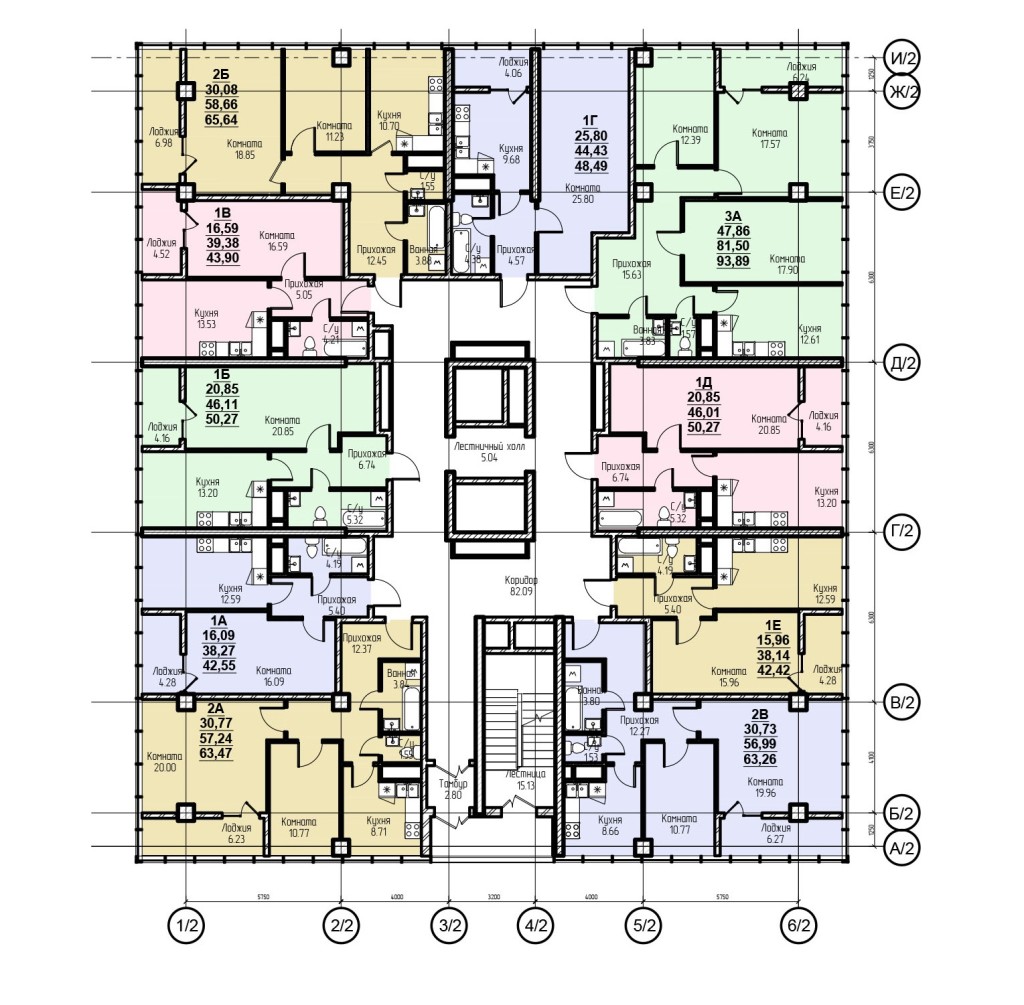 И/2
Ж/2
Е/2
Д/2
Г/2
В/2
Б/2
А/2
1250
3750
6300
6300
6300
4100
1250
2Б
30,08
58,66
65,64
Лоджия
6.98
Комната
18.85
Комната
11.23
Кухня
10.70
С/у
1.55
Прихожая
12.45
Ванная
3.88
Лоджия
4.06
Кухня
9.68
С/у
4.38
Прихожая
4.57
1Г
25,80
44,43
48,49
Комната
25.80
Лоджия
6.24
Комната
12.39
Комната
17.57
3А
47,86
81,50
93,89
Комната
17.90
Прихожая
15.63
Ванная
3.83
С/у
1.57
Кухня
12.61
1В
16,59
39,38
43,90
Лоджия
4.52
Комната
16.59
Прихожая
5.05
Кухня
13.53
С/у
4.21
1Б
20,85
46,11
50,27
Лоджия
4.16
Комната
20.85
Прихожая
6.74
Кухня
13.20
С/у
5.32
Лестничный холл
5.04
1Д
20,85
46,01
50,27
Комната
20.85
Лоджия
4.16
Прихожая
6.74
С/у
5.32
Кухня
13.20
Коридор
82.09
Кухня
12.59
С/у
4.19
Прихожая
5.40
1А
16,09
38,27
42,55
Лоджия
4.28
Комната
16.09
С/у
4.19
Прихожая
5.40
Кухня
12.59
1Е
15,96
38,14
42,42
Комната
15.96
Лоджия
4.28
2А
30,77
57,24
63,47
Комната
20.00
Прихожая
12.37
Ванная
3.84
С/у
Лоджия
6.23
Комната
10.77
Кухня
8.71
Тамбур
2.80
Лестница
15.13
Ванная
3.80
С/у
1.53
Прихожая
12.27
Кухня
8.66
Комната
10.77
2В
30,73
56,99
63,26
Комната
19.96
Лоджия
6.27
5750
4000
3200
4000
5750
1/2
2/2
3/2
4/2
5/2
6/2